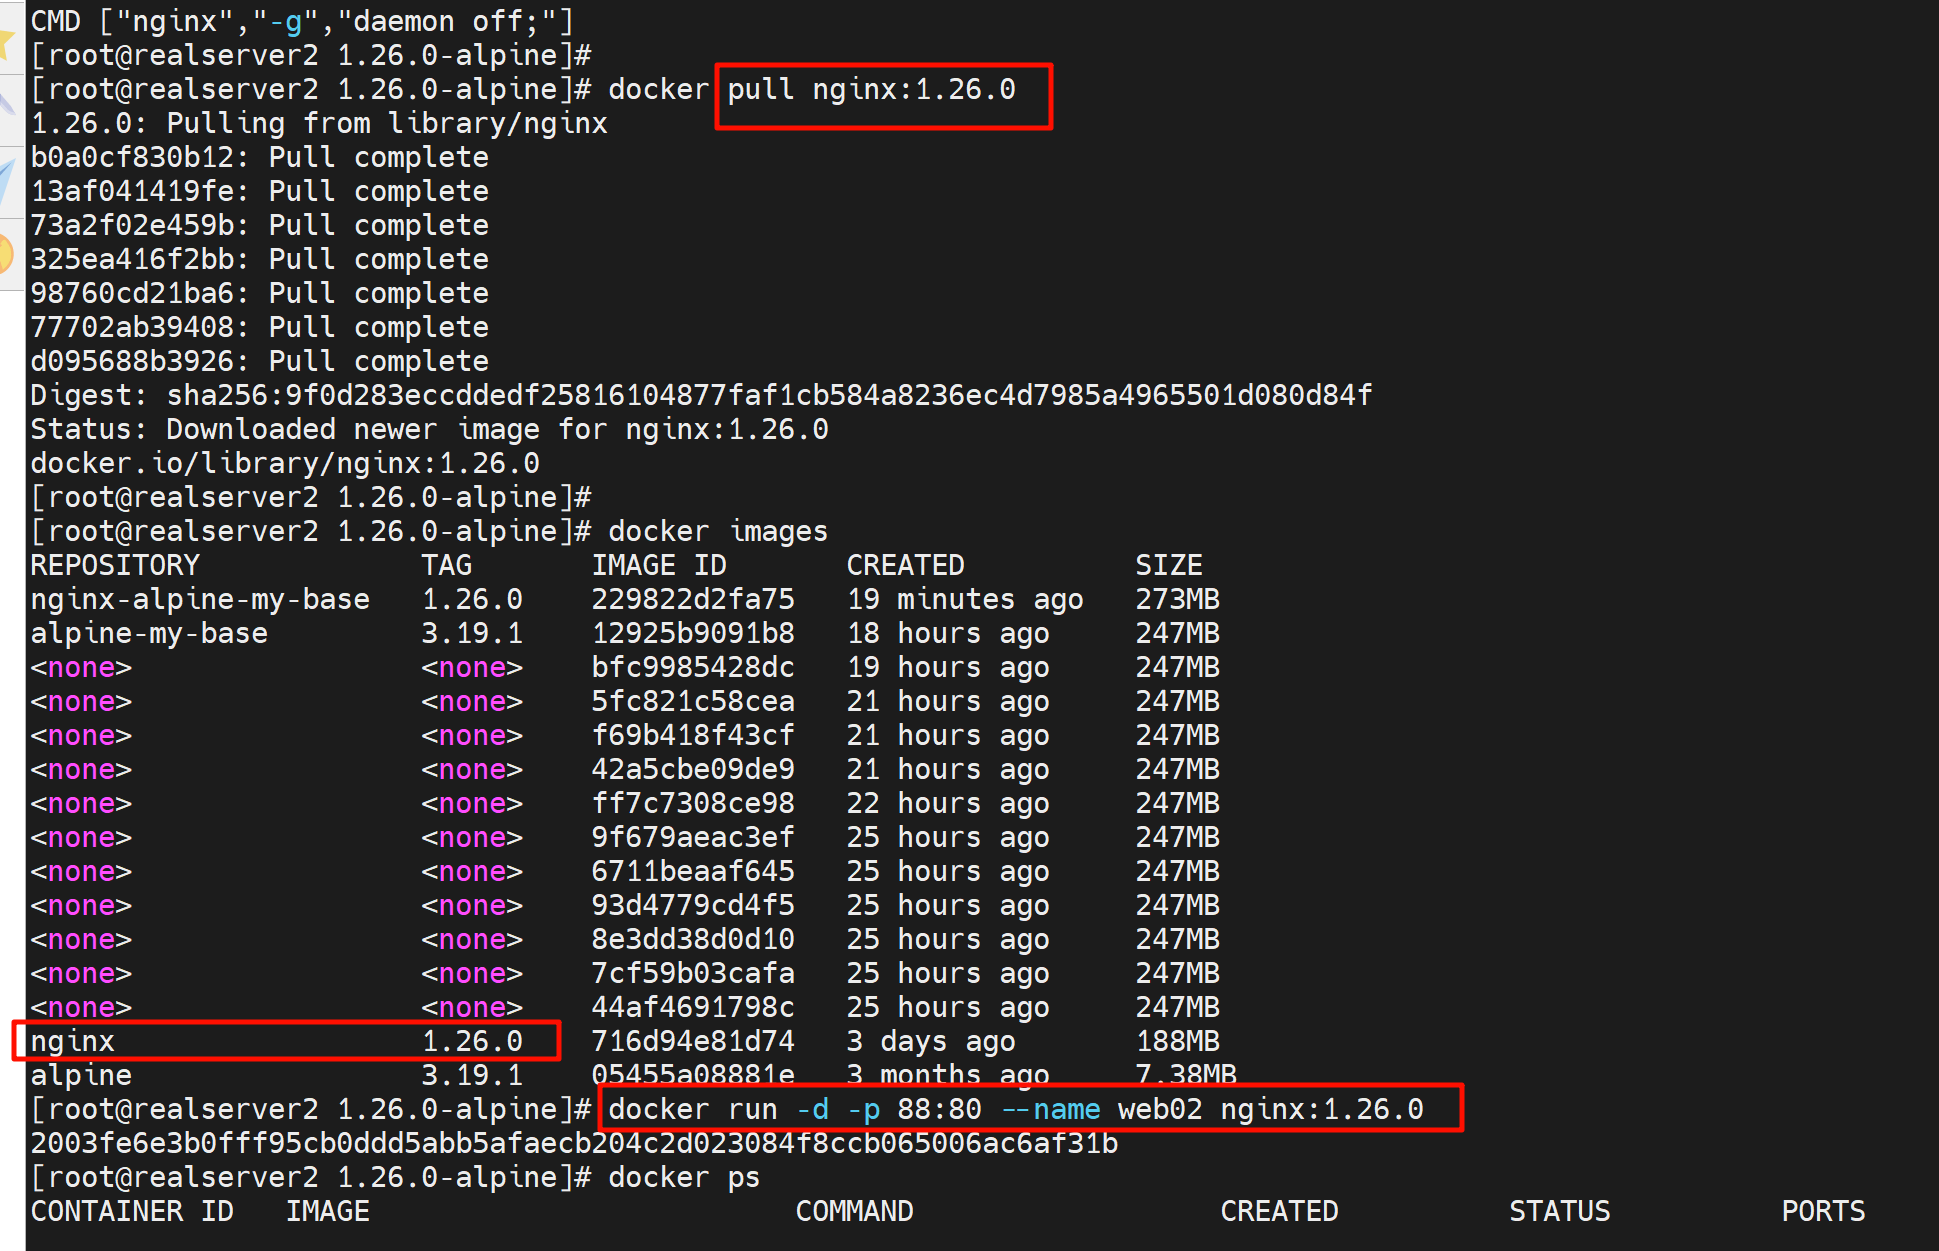 CMD ["nginx","-g","daemon off;"]
[root@realserver2 1.26.0-alpine]#
[root@realserver2 1.26.0-alpine]# docker pull nginx:1.26.0
1.26.0: Pulling from library/nginx
b0a0cf830b12: Pull complete
13af041419fe: Pull complete
73a2f02e459b: Pull complete
325ea416f2bb: Pull complete
98760cd21ba6: Pull complete
77702ab39408: Pull complete
d095688b3926: Pull complete
Digest: sha256:9f0d283eccddedf25816104877faf1cb584a8236ec4d7985a4965501d080d84f
Status: Downloaded newer image for nginx:1.26.0
docker.io/library/nginx:1.26.0
[root@realserver2 1.26.0-alpine]#
[root@realserver2 1.26.0-alpine]# docker images
REPOSITORY TAG IMAGE ID CREATED SIZE
nginx-alpine-my-base 1.26.0 229822d2fa75 19 minutes ago 273MB
alpine-my-base 3.19.1 12925b9091b8 18 hours ago 247MB
<none> <none> bfc9985428dc 19 hours ago 247MB
<none> <none> 5fc821c58cea 21 hours ago 247MB
<none> <none> f69b418f43cf 21 hours ago 247MB
<none> <none> 42a5cbe09de9 21 hours ago 247MB
<none> <none> ff7c7308ce98 22 hours ago 247MB
<none> <none> 9f679aeac3ef 25 hours ago 247MB
<none> <none> 6711beaaf645 25 hours ago 247MB
<none> <none> 93d4779cd4f5 25 hours ago 247MB
<none> <none> 8e3dd38d0d10 25 hours ago 247MB
<none> <none> 7cf59b03cafa 25 hours ago 247MB
<none> <none> 44af4691798c 25 hours ago 247MB
nginx 1.26.0 716d94e81d74 3 days ago 188MB
alpine 3.19.1 05455a08881e 3 months ago 7.38MB
[root@realserver2 1.26.0-alpine]# docker run -d -p 88:80 --name web02 nginx:1.26.0
2003fe6e3b0fff95cb0ddd5abb5afaecb204c2d023084f8ccb065006ac6af31b
[root@realserver2 1.26.0-alpine]# docker ps
CONTAINER ID IMAGE COMMAND CREATED STATUS PORTS